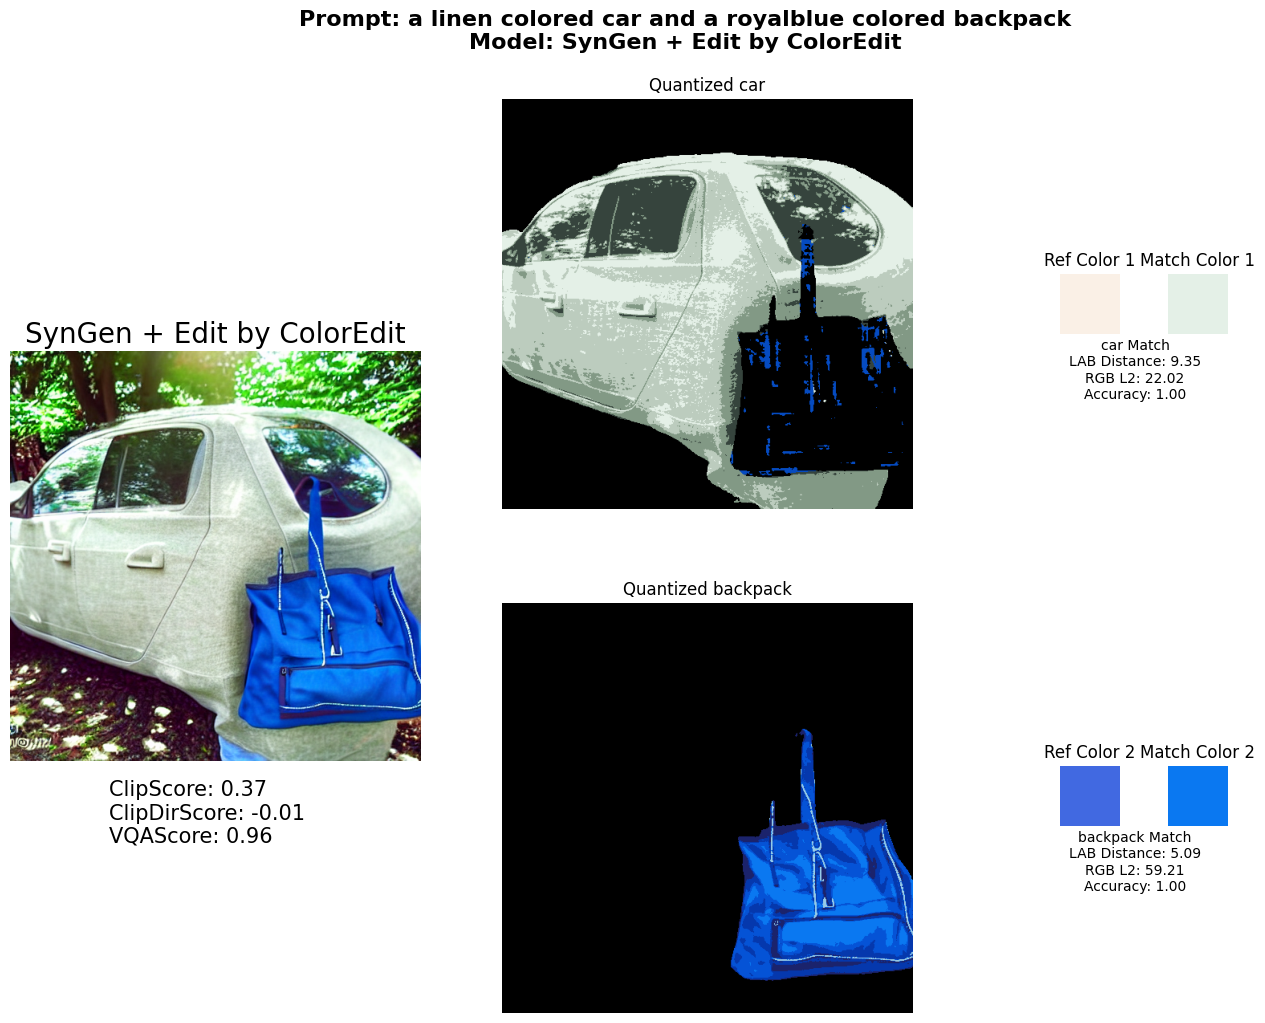 Prompt: a linen colored car and a royalblue colored backpack
Model: SynGen + Edit by ColorEdit
Quantized car
Ref Color 1 Match Color 1
car Match
LAB Distance: 9.35
RGB L2: 22.02
Accuracy: 1.00
SynGen + Edit by ColorEdit
ClipScore: 0.37
ClipDirScore: -0.01
VQAScore: 0.96
Quantized backpack
Ref Color 2 Match Color 2
backpack Match
LAB Distance: 5.09
RGB L2: 59.21
Accuracy: 1.00